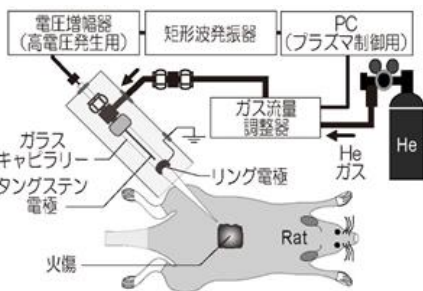 電圧増幅器
(高電圧発生用)
矩形波発振器
PC
(プラズマ制御用)
ガス流量
調整器
He
ガス
He
ガラス
キャピラリー
タングステン
電極
リング電極
火傷
Rat